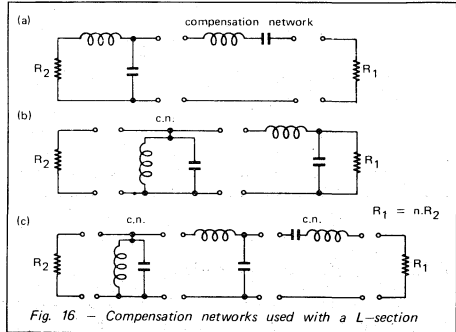 (a)
compensation network
R2
R1
(b)
c.n.
R2
R1
(c)
c.n.
c.n.
R1 = n.R2
R2
R1
Fig. 16 – Compensation networks used with a L–section